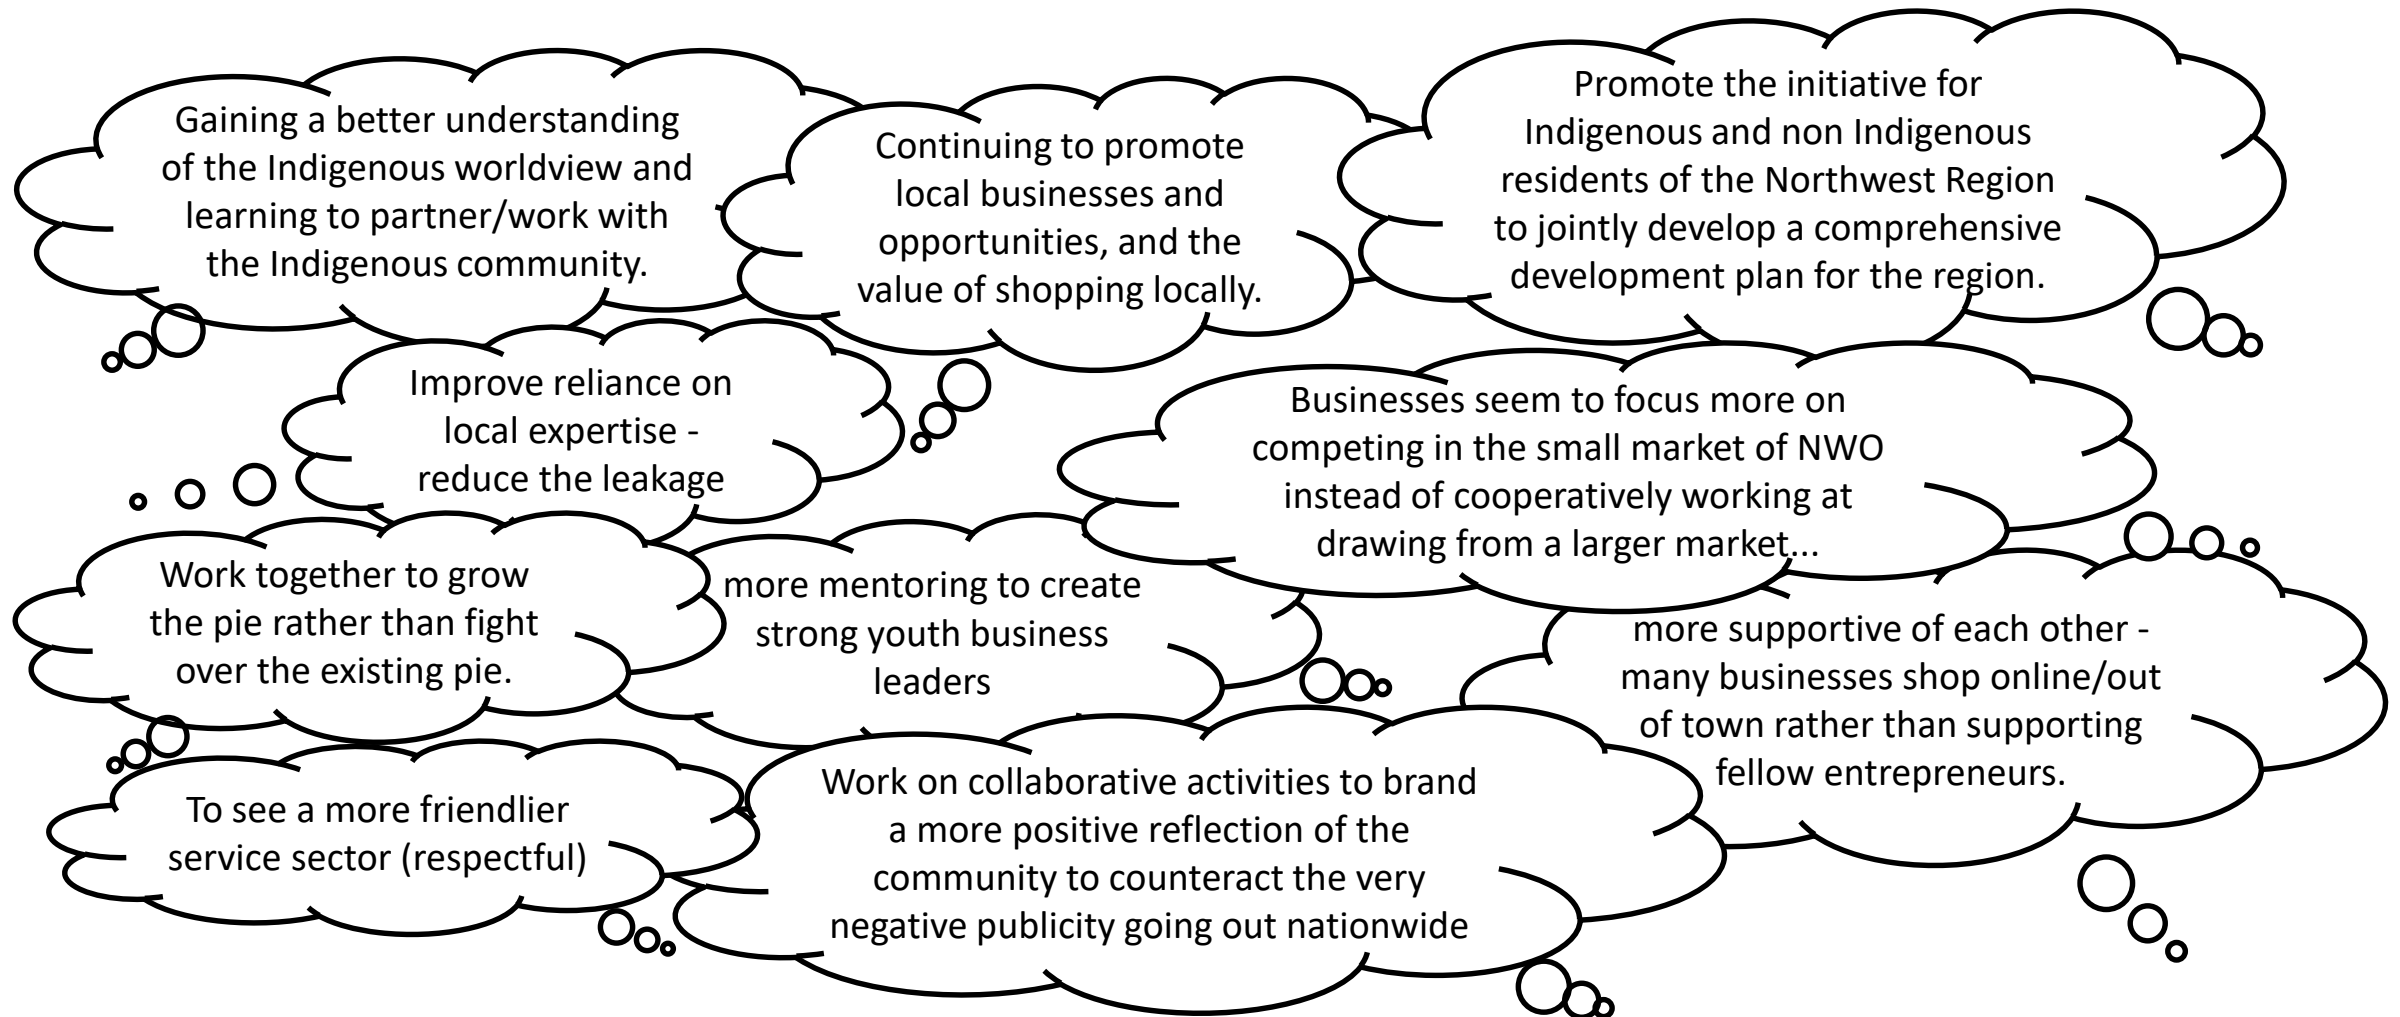 Gaining a better understanding
of the Indigenous worldview and
learning to partner/work with
the Indigenous community.
Continuing to promote
local businesses and
opportunities, and the
value of shopping locally.
Promote the initiative for
Indigenous and non Indigenous
residents of the Northwest Region
to jointly develop a comprehensive
development plan for the region.
Improve reliance on
local expertise -
reduce the leakage
Businesses seem to focus more on
competing in the small market of NWO
instead of cooperatively working at
drawing from a larger market...
Work together to grow
the pie rather than fight
over the existing pie.
more mentoring to create
strong youth business
leaders
more supportive of each other -
many businesses shop online/out
of town rather than supporting
fellow entrepreneurs.
To see a more friendlier
service sector (respectful)
Work on collaborative activities to brand
a more positive reflection of the
community to counteract the very
negative publicity going out nationwide